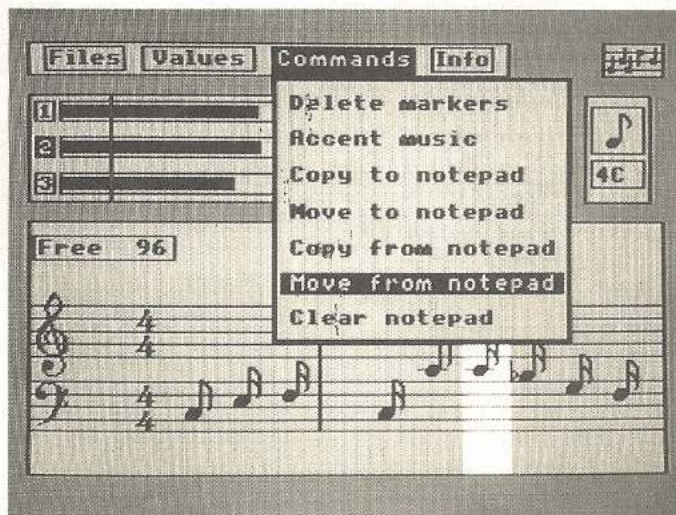 Files Values Commands Info
1
2
3
Delete markers
Accent music
Copy to notepad
Move to notepad
Copy from notepad
Move from notepad
Clear notepad
4C
Free 96
4
4
4
4